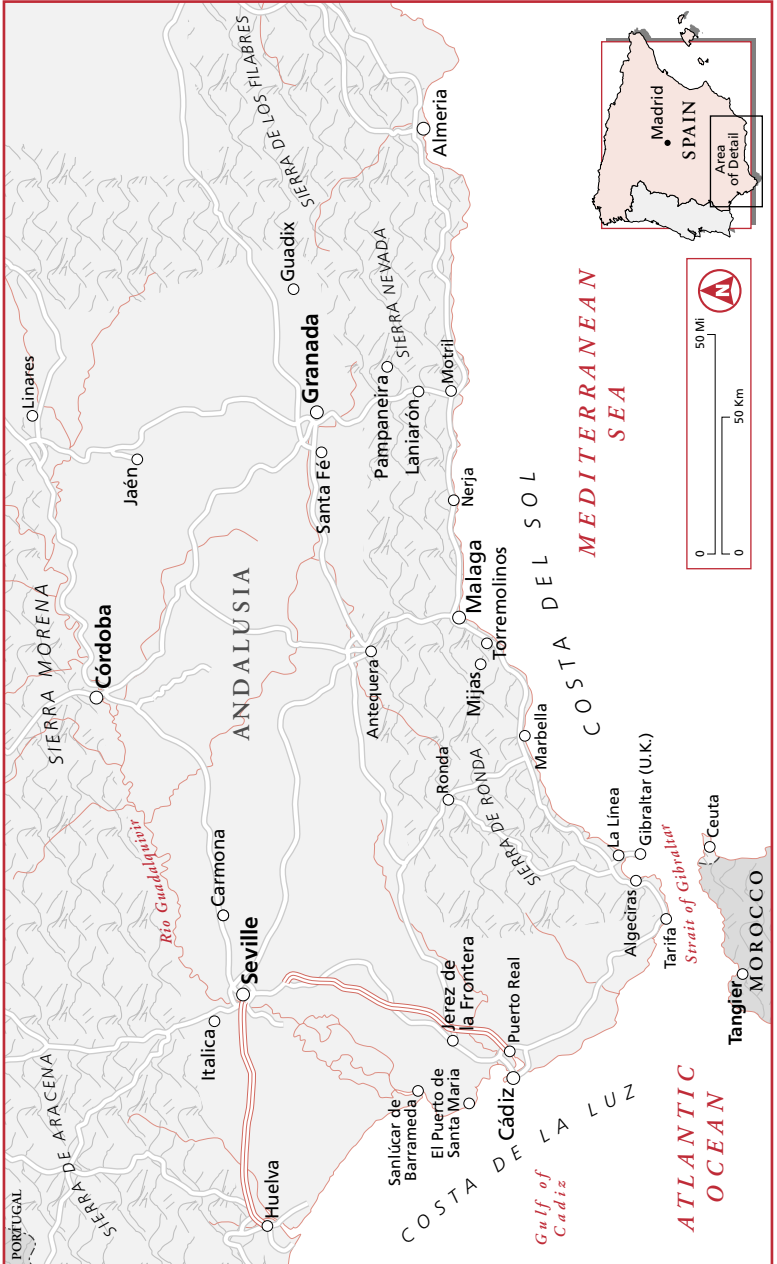 PORTUGAL
SIERRA DE ARACENA
SIERRA MORENA
Linares
Córdoba
Jaén
Rio Guadalquivir
Carmona
ANDALUSIA
Italica
Seville
Huelva
Granada
Guadix
SIERRA DE LOS FILABRES
Santa Fé
Antequera
Pampaneira
SIERRA NEVADA
Laniarón
Almeria
Motril
Nerja
Malaga
Torremolinos
Mijas
Ronda
SIERRA DE RONDA
Marbella
COSTA DEL SOL
Sanlúcar de
Barrameda
Jerez de
la Frontera
El Puerto de
Santa Maria
Puerto Real
Cádiz
COSTA DE LA LUZ
Gulf of
Cadiz
La Línea
Gibraltar (U.K.)
Algeciras
Tarifa
Strait of Gibraltar
Ceuta
Tangier
MOROCCO
ATLANTIC
OCEAN
MEDITERRANEAN
SEA
0
50 Mi
0
50 Km
N
Madrid
SPAIN
Area
of Detail